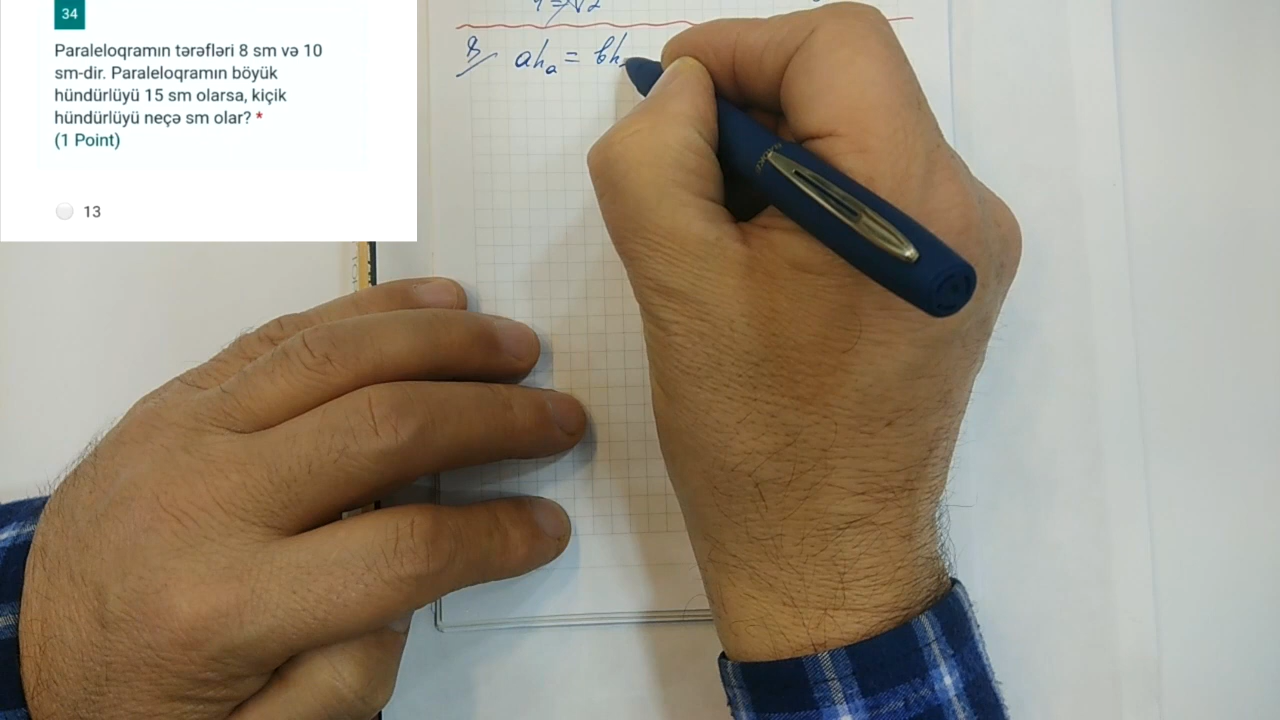 34
Paraleloqramın tərəfləri 8 sm və 10
sm-dir. Paraleloqramın böyük
hündürlüyü 15 sm olarsa, kiçik
hündürlüyü neçə sm olar? *
(1 Point)
13
8/ ahₐ = bh